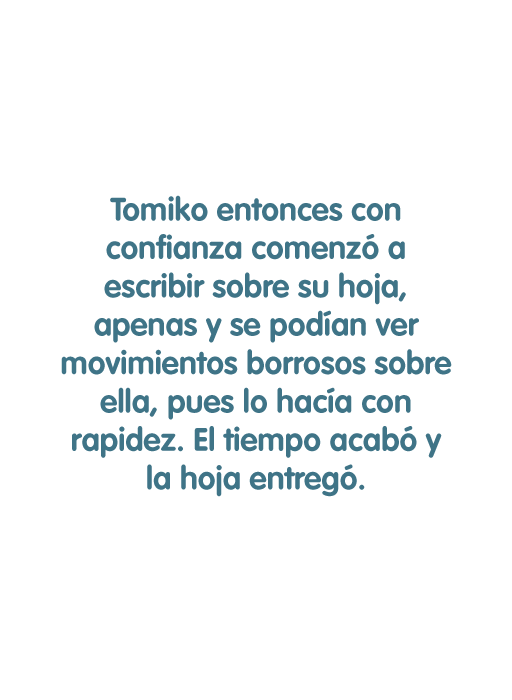 Tomiko entonces con
confianza comenzó a
escribir sobre su hoja,
apenas y se podían ver
movimientos borrosos sobre
ella, pues lo hacía con
rapidez. El tiempo acabó y
la hoja entregó.